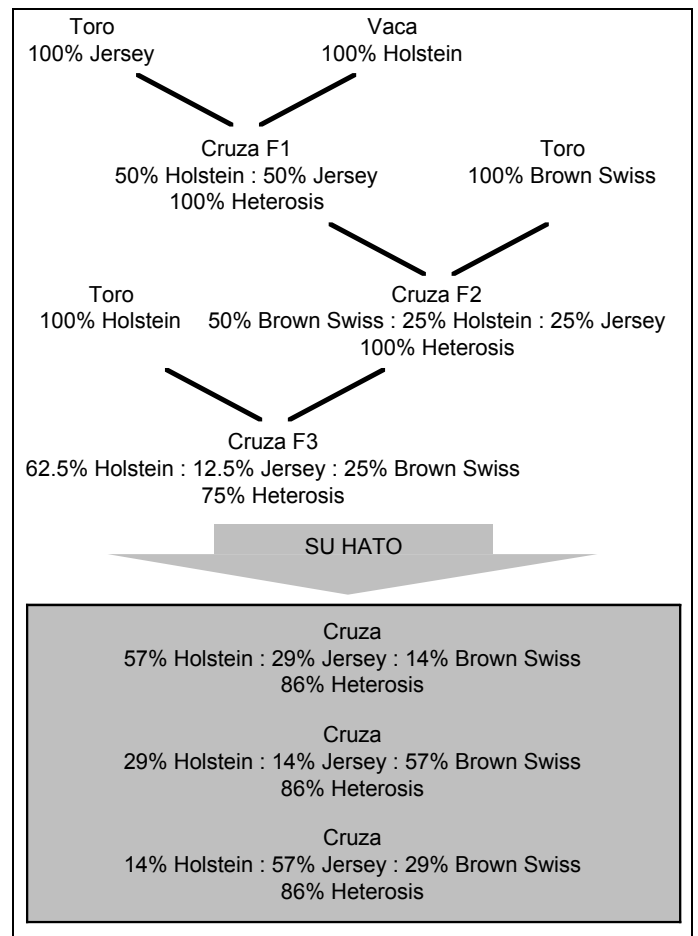 Toro
100% Jersey
Vaca
100% Holstein
Cruza F1
50% Holstein : 50% Jersey
100% Heterosis
Toro
100% Brown Swiss
Toro
100% Holstein
Cruza F2
50% Brown Swiss : 25% Holstein : 25% Jersey
100% Heterosis
Cruza F3
62.5% Holstein : 12.5% Jersey : 25% Brown Swiss
75% Heterosis
SU HATO
Cruza
57% Holstein : 29% Jersey : 14% Brown Swiss
86% Heterosis
Cruza
29% Holstein : 14% Jersey : 57% Brown Swiss
86% Heterosis
Cruza
14% Holstein : 57% Jersey : 29% Brown Swiss
86% Heterosis